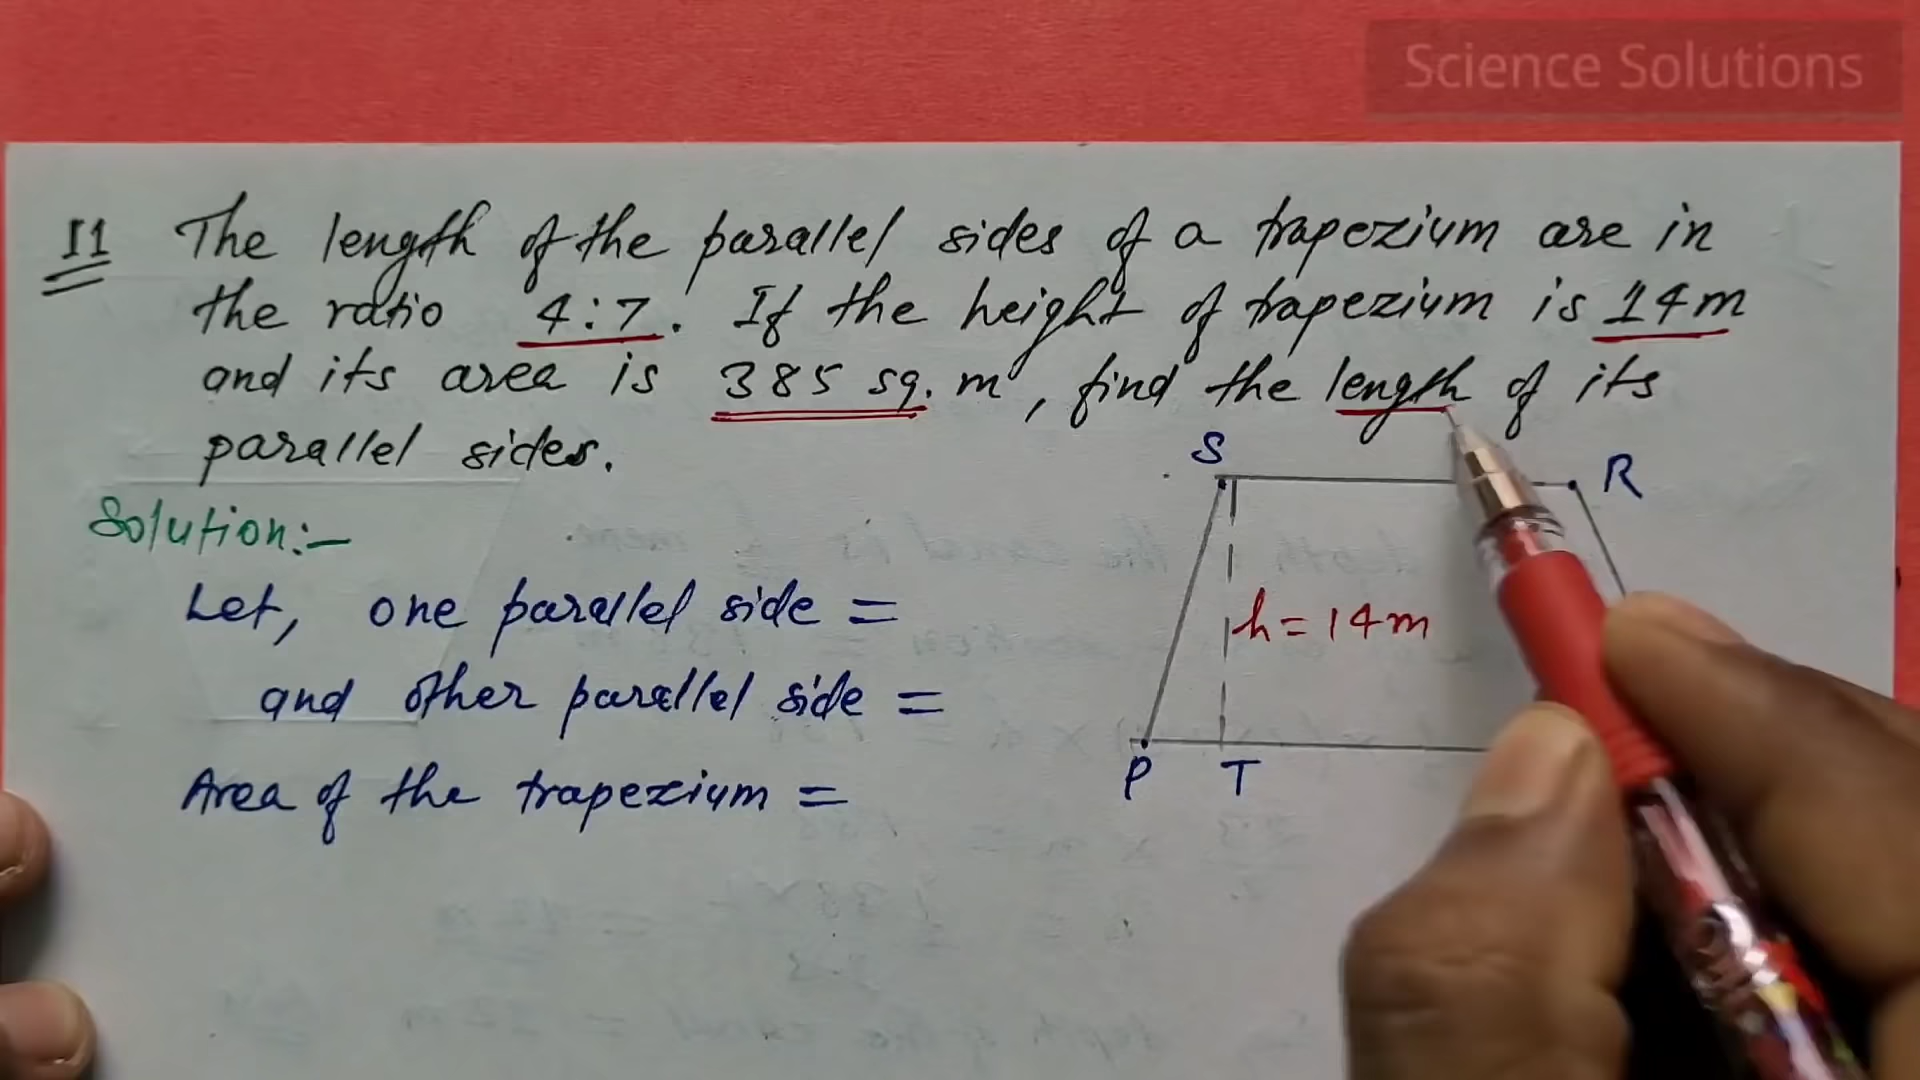 Science Solutions
11 The length of the parallel sides of a trapezium are in
the ratio 4:7. If the height of trapezium is 14m
and its area is 385 sq. m, find the length of its
parallel sides.
S
R
Solution:-
Let, one parallel side =
h = 14m
and other parallel side =
P T
Area of the trapezium =